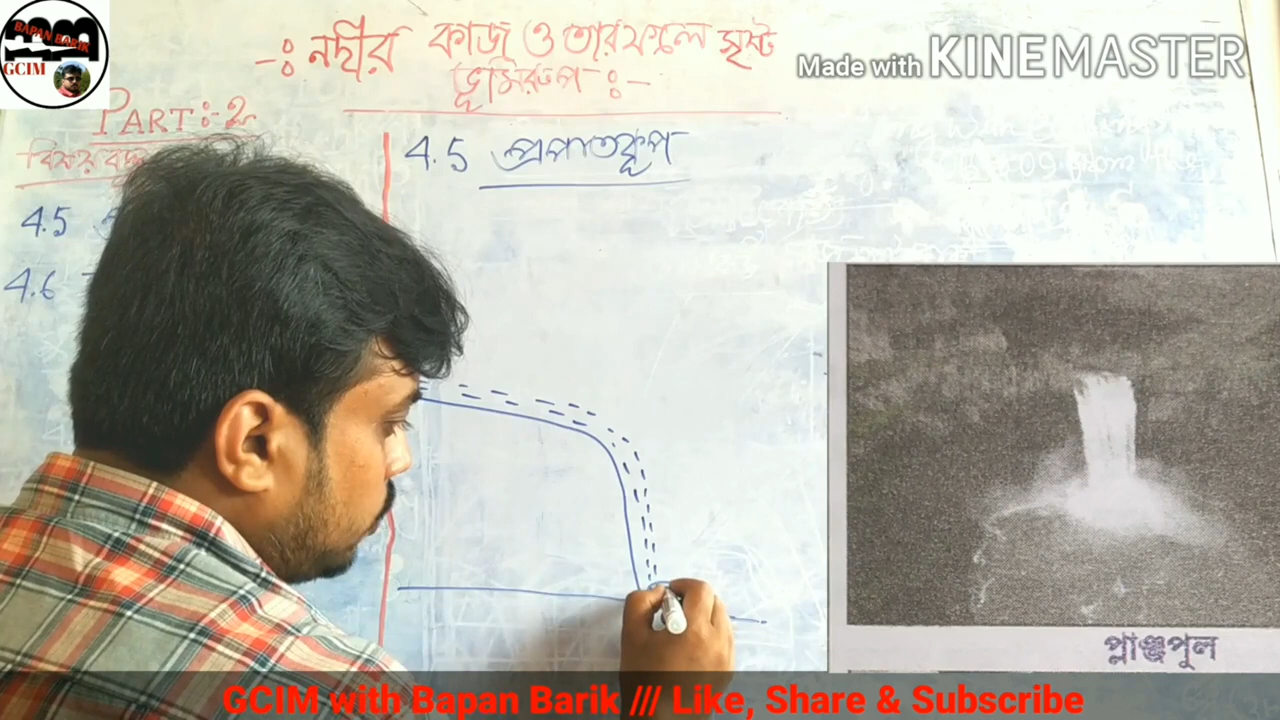 BAPAN BARIK
GCIM
-ঃ নদীর কাজ ও তার ফলে সৃষ্ট
ভূমিরূপ ঃ-
Made with KINEMASTER
PART:-2
বিষয়
4.5
4.6
4.5 প্রপাতকূপ
প্লাঞ্জপুল
GCIM with Bapan Barik /// Like, Share & Subscribe